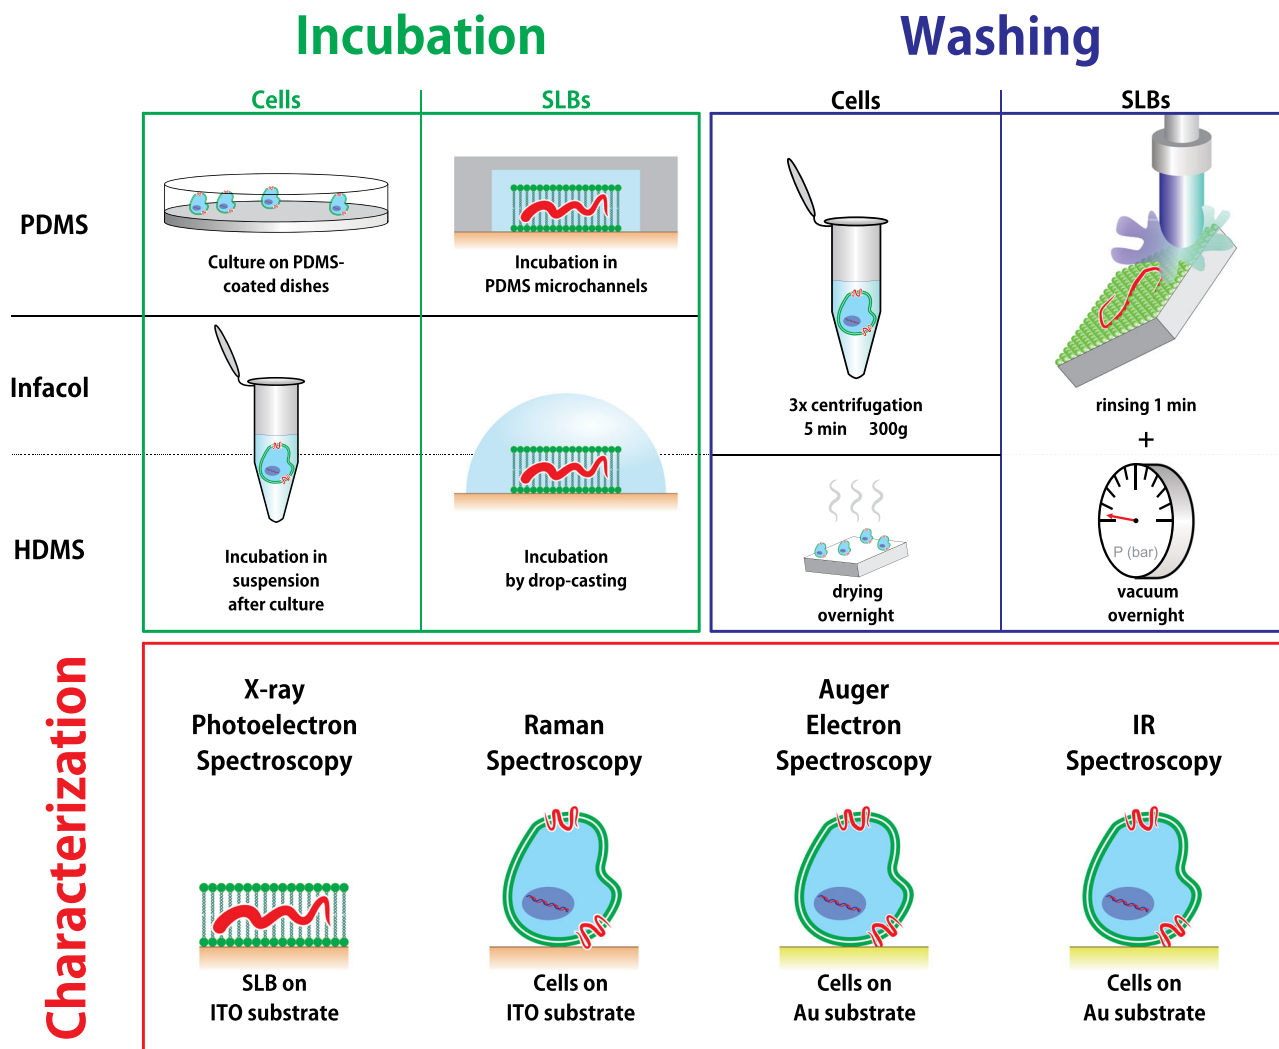 Incubation
Washing
Cells
SLBs
Cells
SLBs
PDMS
Culture on PDMS-
coated dishes
Incubation in
PDMS microchannels
Infacol
HDMS
Incubation in
suspension
after culture
Incubation
by drop-casting
3x centrifugation
5 min 300g
rinsing 1 min
+
P (bar)
drying
overnight
vacuum
overnight
Characterization
X-ray
Photoelectron
Spectroscopy
SLB on
ITO substrate
Raman
Spectroscopy
Cells on
ITO substrate
Auger
Electron
Spectroscopy
Cells on
Au substrate
IR
Spectroscopy
Cells on
Au substrate